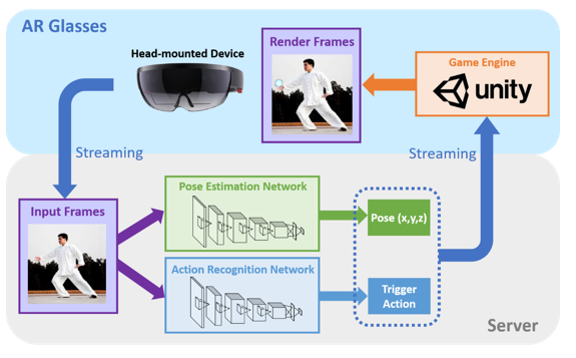 AR Glasses
Head-mounted Device
Render Frames
Game Engine
unity
Streaming
Streaming
Input Frames
Pose Estimation Network
Pose (x,y,z)
Action Recognition Network
Trigger
Action
Server